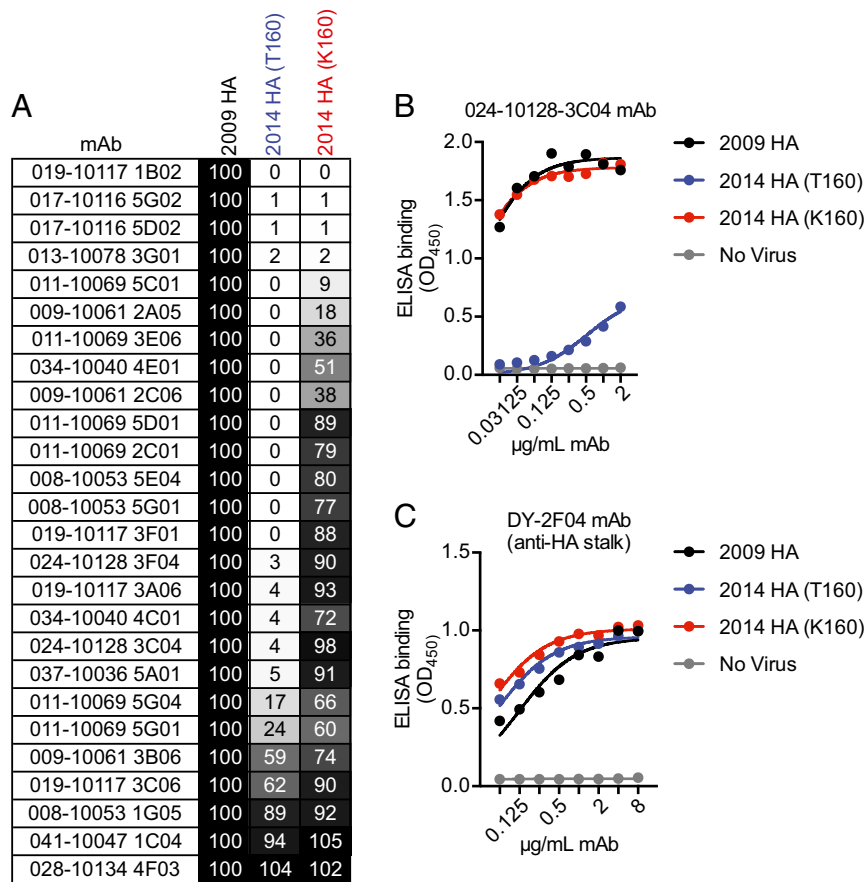 A
mAb
2009 HA
2014 HA (T160)
2014 HA (K160)
019-10117 1B02 100 0 0
017-10116 5G02 100 1 1
017-10116 5D02 100 1 1
013-10078 3G01 100 2 2
011-10069 5C01 100 0 9
009-10061 2A05 100 0 18
011-10069 3E06 100 0 36
034-10040 4E01 100 0 51
009-10061 2C06 100 0 38
011-10069 5D01 100 0 89
011-10069 2C01 100 0 79
008-10053 5E04 100 0 80
008-10053 5G01 100 0 77
019-10117 3F01 100 0 88
024-10128 3F04 100 3 90
019-10117 3A06 100 4 93
034-10040 4C01 100 4 72
024-10128 3C04 100 4 98
037-10036 5A01 100 5 91
011-10069 5G04 100 17 66
011-10069 5G01 100 24 60
009-10061 3B06 100 59 74
019-10117 3C06 100 62 90
008-10053 1G05 100 89 92
041-10047 1C04 100 94 105
028-10134 4F03 100 104 102
B
024-10128-3C04 mAb
ELISA binding
(OD450)
2.0
1.5
1.0
0.5
0.0
0.03125 0.125 0.5 2
µg/mL mAb
2009 HA
2014 HA (T160)
2014 HA (K160)
No Virus
C
DY-2F04 mAb
(anti-HA stalk)
ELISA binding
(OD450)
1.5
1.0
0.5
0.0
0.125 0.5 2 8
µg/mL mAb
2009 HA
2014 HA (T160)
2014 HA (K160)
No Virus